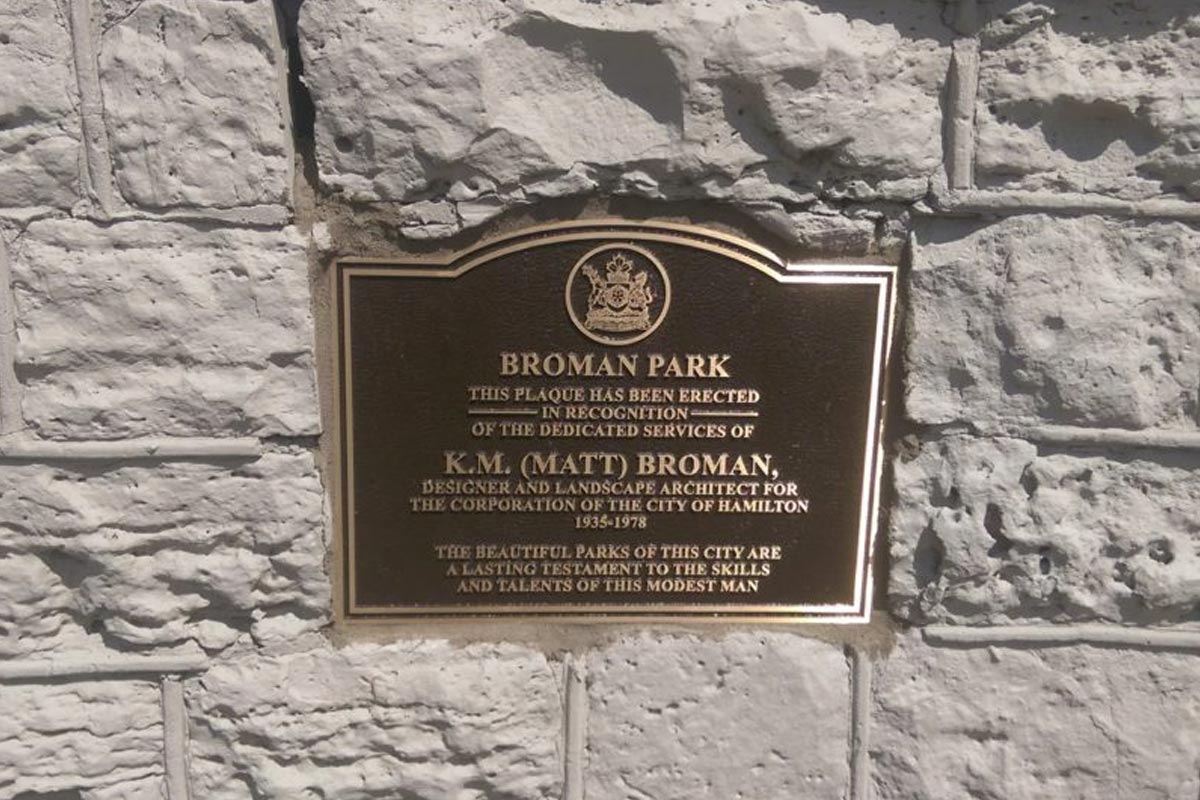 BROMAN PARK
THIS PLAQUE HAS BEEN ERECTED
IN RECOGNITION
OF THE DEDICATED SERVICES OF
K.M. (MATT) BROMAN,
DESIGNER AND LANDSCAPE ARCHITECT FOR
THE CORPORATION OF THE CITY OF HAMILTON
1935-1978
THE BEAUTIFUL PARKS OF THIS CITY ARE
A LASTING TESTAMENT TO THE SKILLS
AND TALENTS OF THIS MODEST MAN